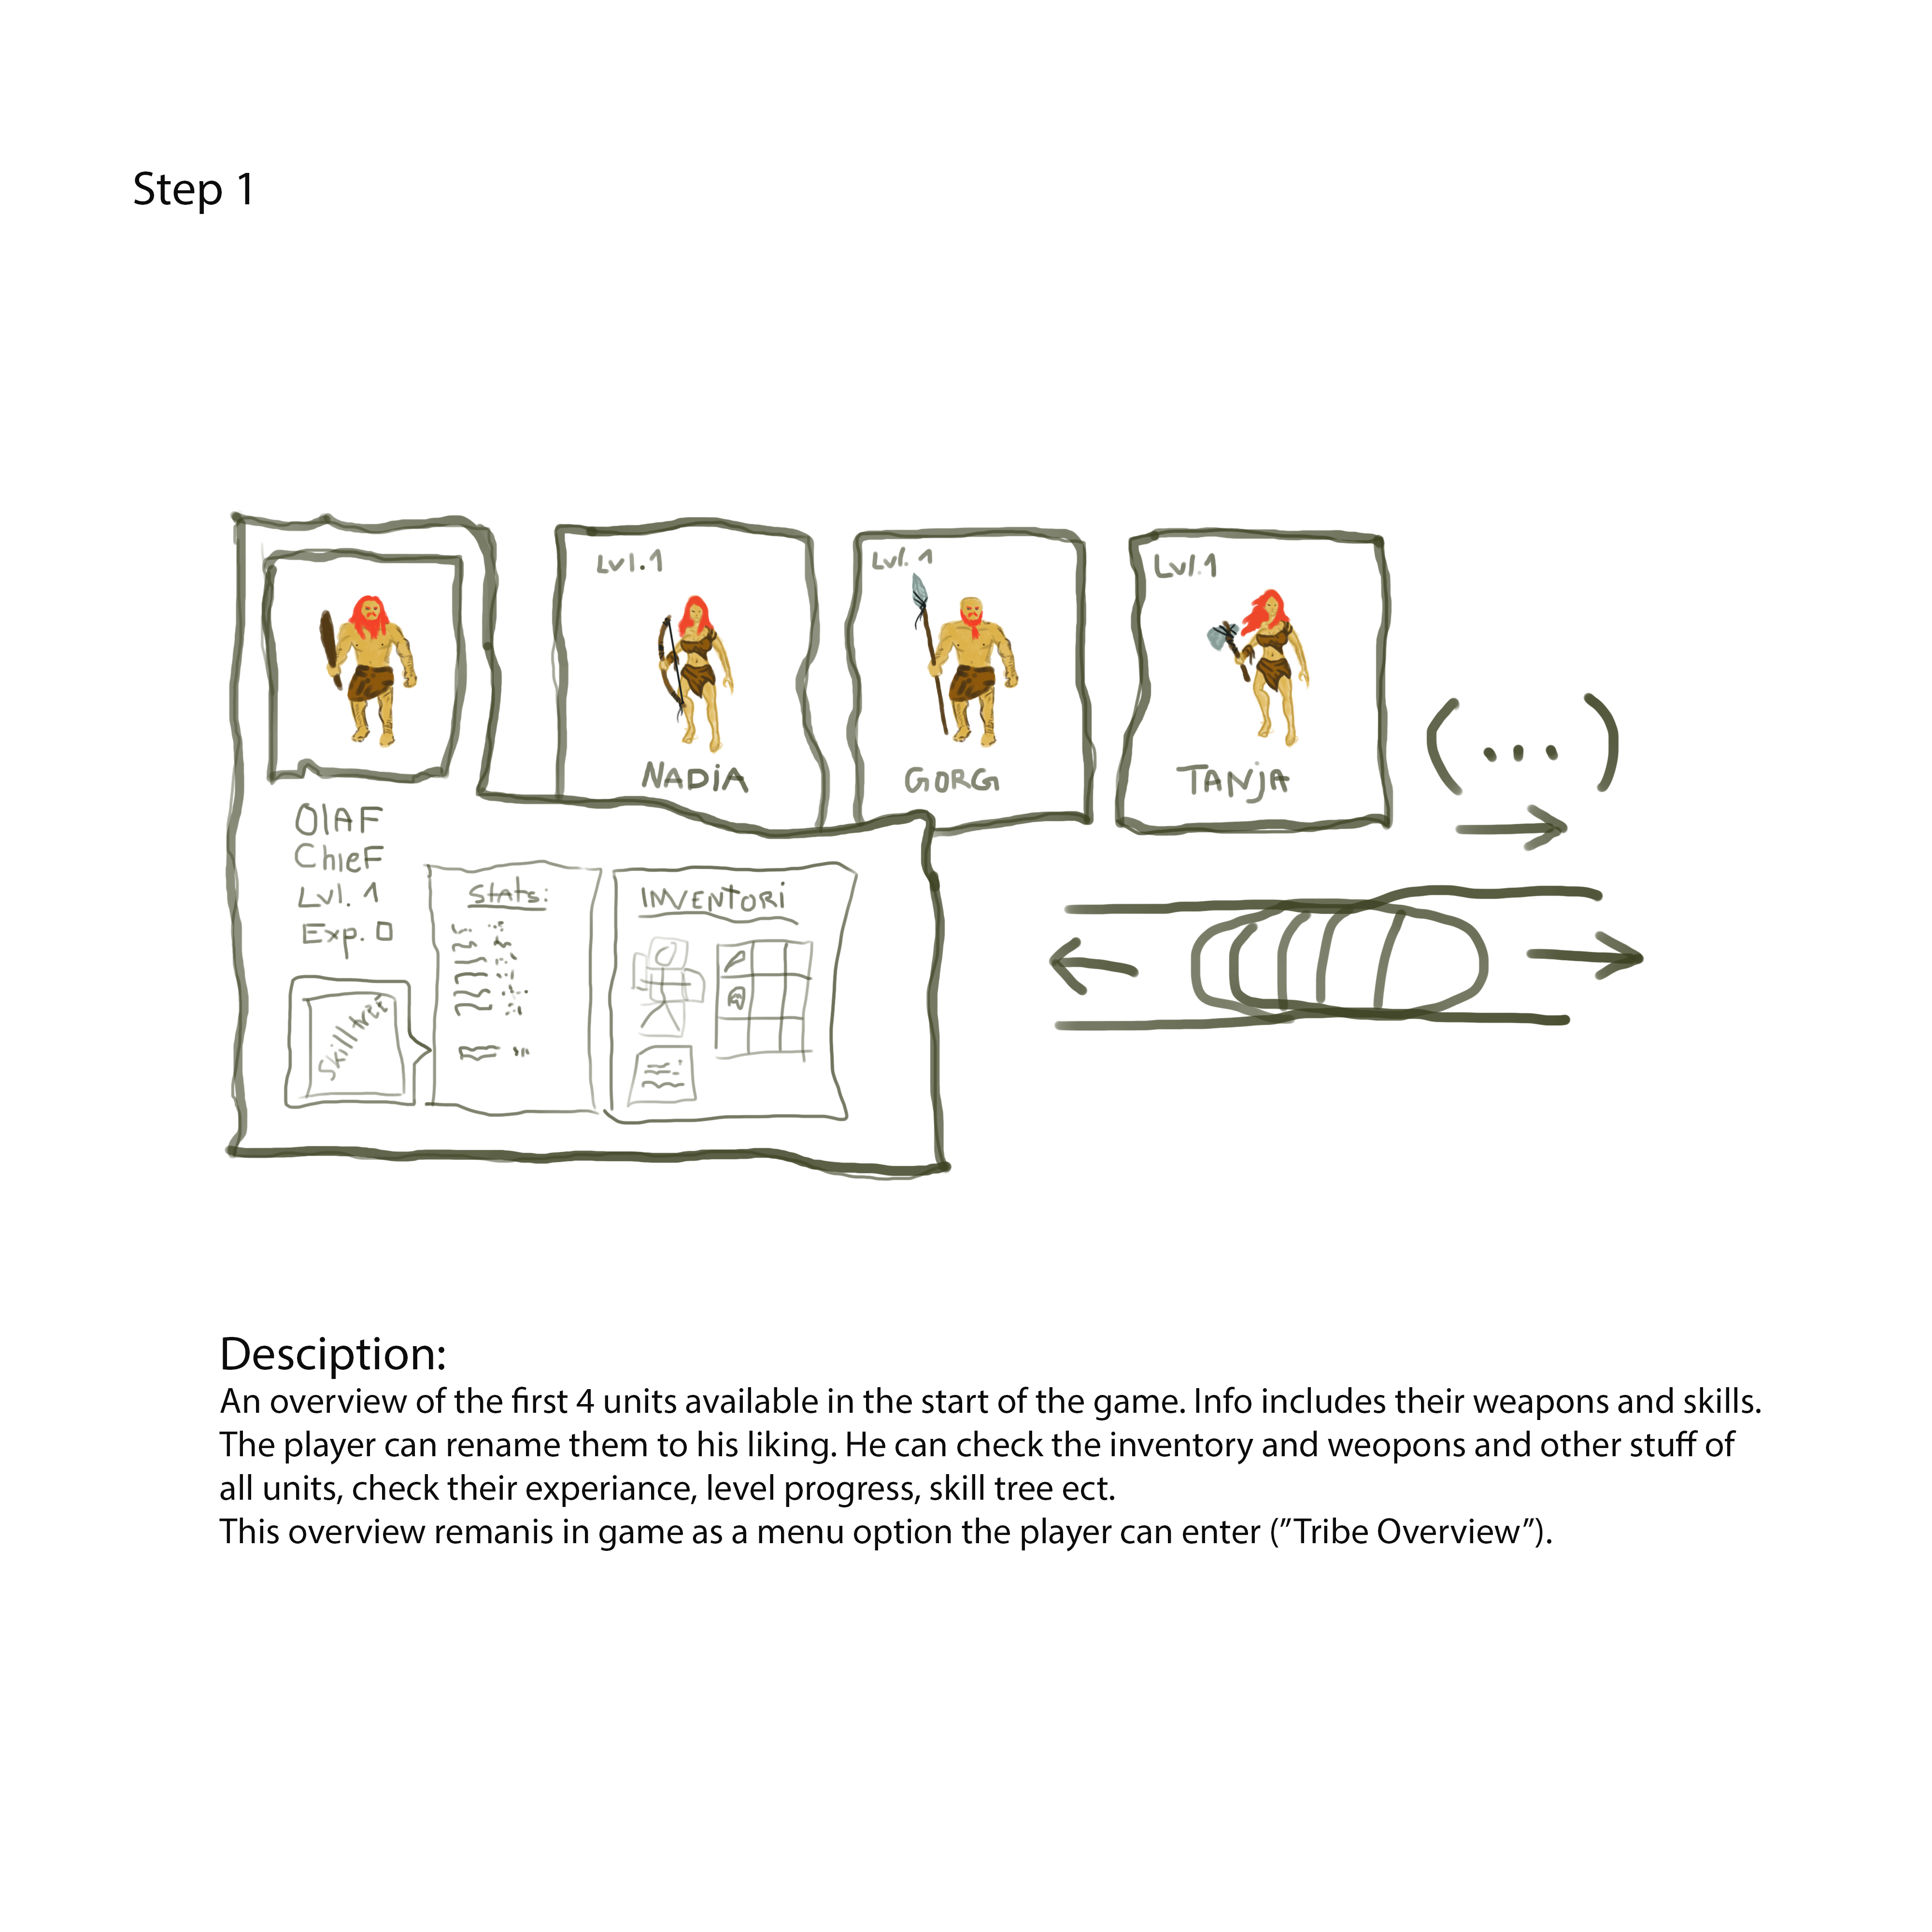 Step 1
Lvl.1
Lvl.1
Lvl.1
NADiA
GORG
TANjA
(...)
OlAF
ChieF
Lvl. 1
Exp. 0
Stats:
INVENtORi
Skill tree
Desciption:
An overview of the first 4 units available in the start of the game. Info includes their weapons and skills.
The player can rename them to his liking. He can check the inventory and weopons and other stuff of
all units, check their experiance, level progress, skill tree ect.
This overview remanis in game as a menu option the player can enter (”Tribe Overview”).